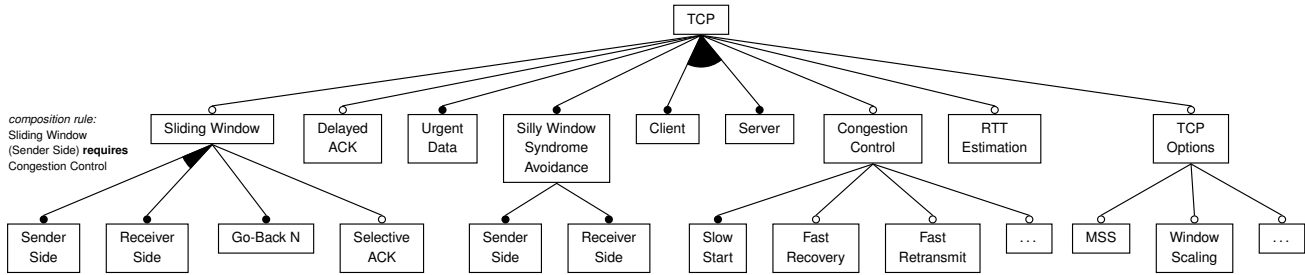 TCP
composition rule:
Sliding Window
(Sender Side) requires
Congestion Control
Sliding Window
Delayed
ACK
Urgent
Data
Silly Window
Syndrome
Avoidance
Client
Server
Congestion
Control
RTT
Estimation
TCP
Options
Sender
Side
Receiver
Side
Go-Back N
Selective
ACK
Sender
Side
Receiver
Side
Slow
Start
Fast
Recovery
Fast
Retransmit
...
MSS
Window
Scaling
...